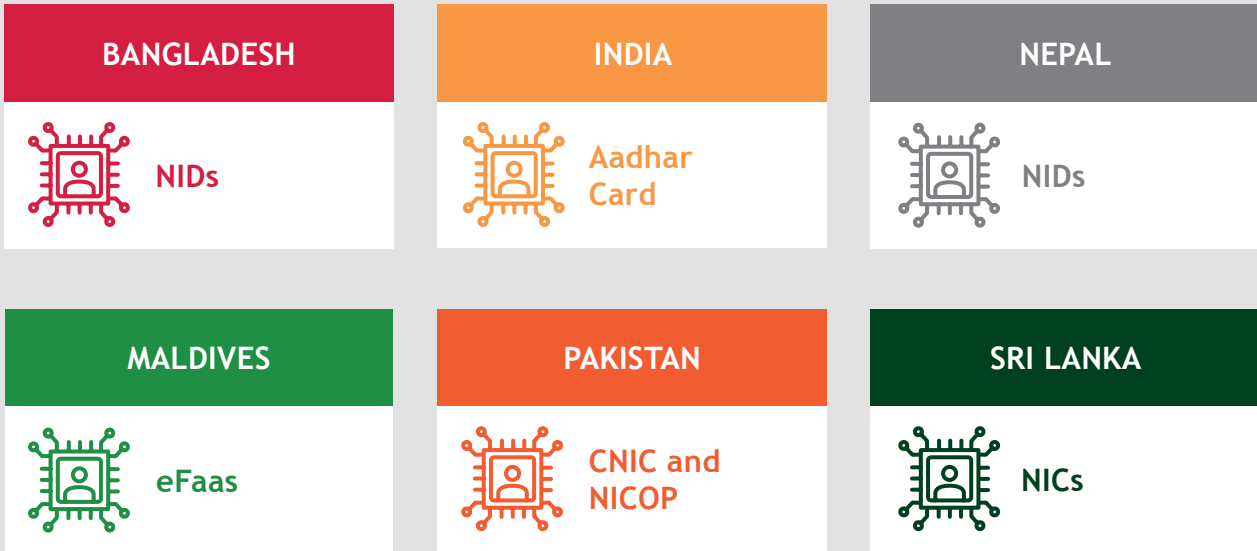 BANGLADESH
INDIA
NEPAL
NIDs
Aadhar
Card
NIDs
MALDIVES
PAKISTAN
SRI LANKA
eFaas
CNIC and
NICOP
NICs